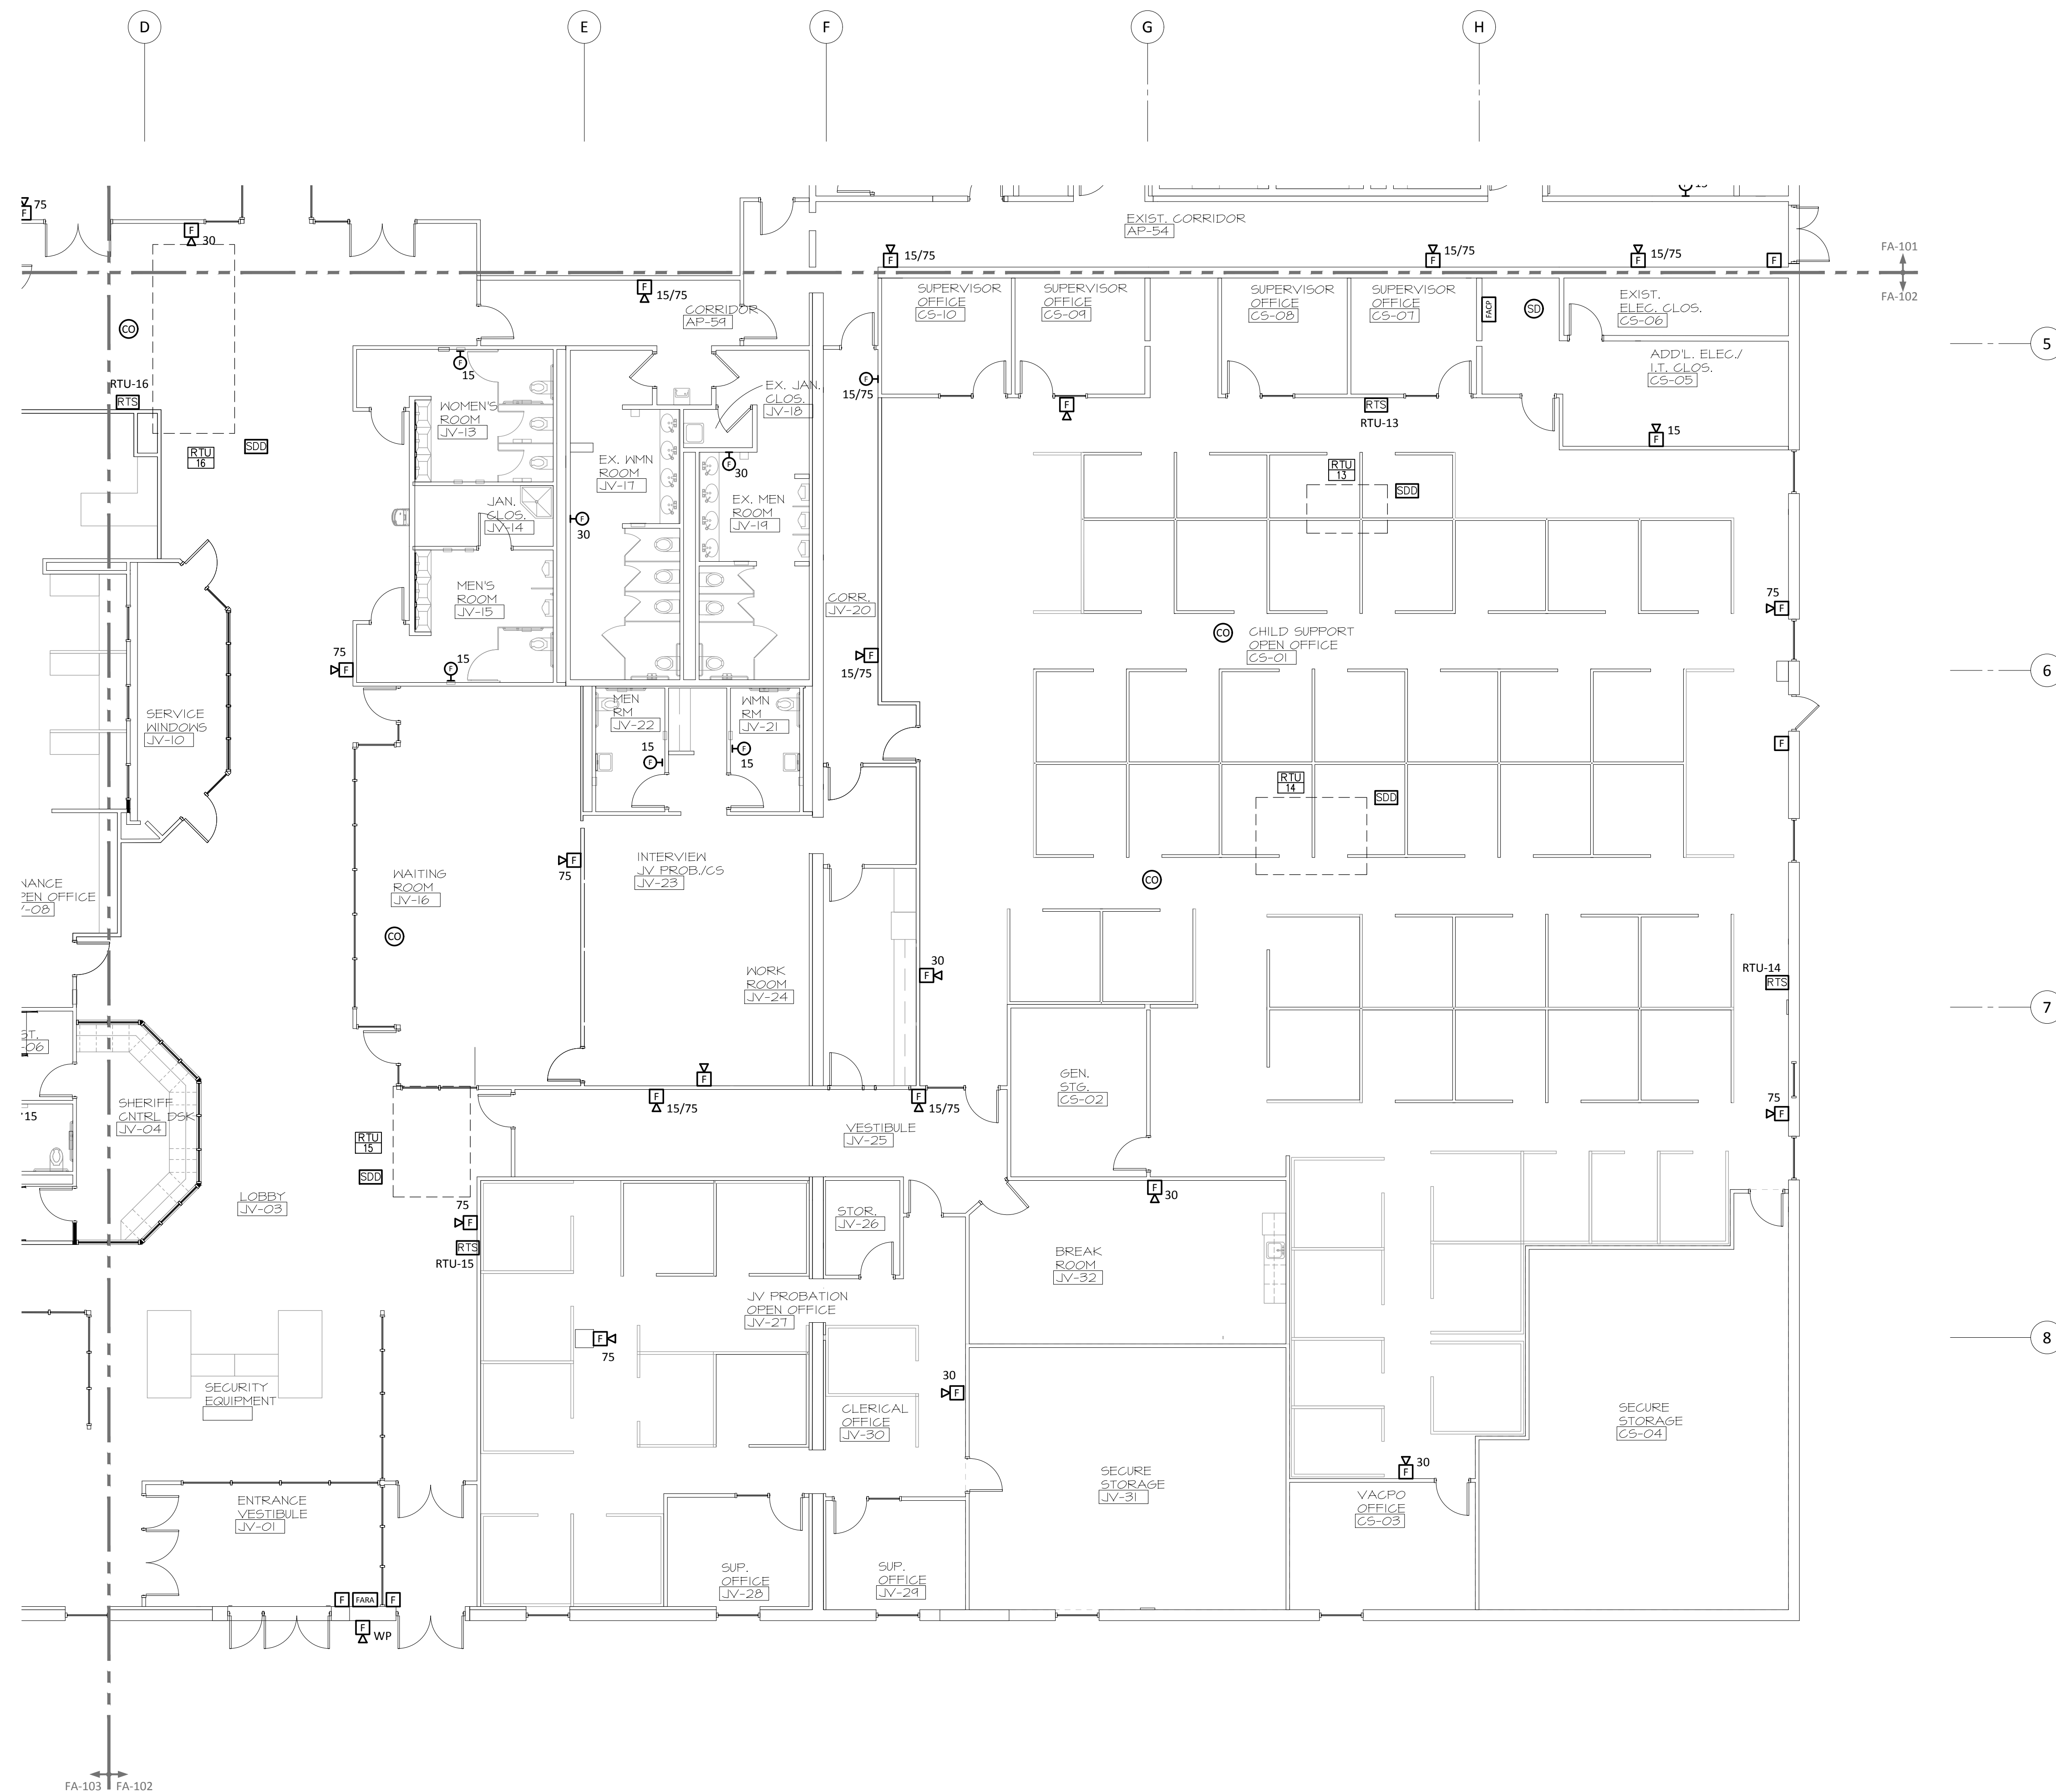 D
E
F
G
H
75
F
F
30
EXIST. CORRIDOR
AP-54
15
F
15/75
F
15/75
F
15/75
F
FA-101
FA-102
F
15/75
CORRIDOR
AP-59
SUPERVISOR
OFFICE
CS-10
SUPERVISOR
OFFICE
CS-09
SUPERVISOR
OFFICE
CS-08
SUPERVISOR
OFFICE
CS-07
FACP
SD
EXIST.
ELEC. CLOS.
CS-06
CO
5
ADD'L. ELEC./
I.T. CLOS.
CS-05
F
15
RTU-16
RTS
F
15/75
EX. JAN.
CLOS.
JV-18
WOMEN'S
ROOM
JV-13
F
RTS
RTU-13
F
15
RTU
16
SDD
EX. WMN
ROOM
JV-17
F
30
RTU
13
SDD
JAN.
CLOS.
JV-14
EX. MEN
ROOM
JV-19
F
30
MEN'S
ROOM
JV-15
CORR.
JV-20
75
F
CO
CHILD SUPPORT
OPEN OFFICE
CS-01
75
F
F
15
F
15/75
6
SERVICE
WINDOWS
JV-10
MEN
RM
JV-22
WMN
RM
JV-21
15
F
F
15
F
RTU
14
SDD
NANCE
PEN OFFICE
-08
WAITING
ROOM
JV-16
F
75
INTERVIEW
JV PROB./CS
JV-23
CO
CO
WORK
ROOM
JV-24
30
F
RTU-14
RTS
7
ST.
-06
GEN.
STG.
CS-02
SHERIFF
CNTRL DSK
JV-04
15
F
F
15/75
F
15/75
75
F
VESTIBULE
JV-25
RTU
15
SDD
LOBBY
JV-03
75
F
RTS
RTU-15
STOR.
JV-26
F
30
BREAK
ROOM
JV-32
JV PROBATION
OPEN OFFICE
JV-27
F
75
8
SECURITY
EQUIPMENT
30
F
CLERICAL
OFFICE
JV-30
SECURE
STORAGE
CS-04
SECURE
STORAGE
JV-31
F
30
VACPO
OFFICE
CS-03
ENTRANCE
VESTIBULE
JV-01
SUP.
OFFICE
JV-28
SUP.
OFFICE
JV-29
F
FARA
F
F
WP
FA-103
FA-102